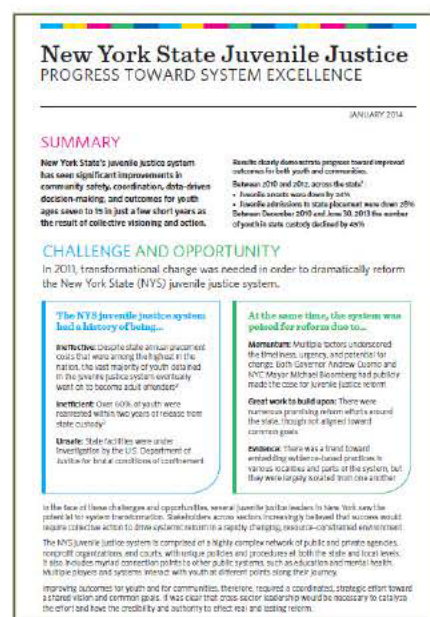 New York State Juvenile Justice
PROGRESS TOWARD SYSTEM EXCELLENCE
JANUARY 2014
SUMMARY
New York State's juvenile justice system
has seen significant improvements in
community safety, coordination, data-driven
decision-making, and outcomes for youth
ages seven to 15 in just a few short years as
the result of collective visioning and action.
Results clearly demonstrate progress toward improved
outcomes for both youth and communities.
Between 2010 and 2012, across the state¹
• Juvenile arrests were down by 24%
• Juvenile admissions to state placement were down 28%
Between December 2010 and June 30, 2013 the number
of youth in state custody declined by 45%
CHALLENGE AND OPPORTUNITY
In 2011, transformational change was needed in order to dramatically reform
the New York State (NYS) juvenile justice system.
The NYS juvenile justice system
had a history of being...
Ineffective: Despite state annual placement
costs that were among the highest in the
nation, the vast majority of youth detained
in the juvenile justice system eventually
went on to become adult offenders²
Inefficient: Over 60% of youth were
rearrested within two years of release from
state custody³
Unsafe: State facilities were under
investigation by the U.S. Department of
Justice for brutal conditions of confinement
At the same time, the system was
poised for reform due to...
Momentum: Multiple factors underscored
the timeliness, urgency, and potential for
change. Both Governor Andrew Cuomo and
NYC Mayor Michael Bloomberg had publicly
made the case for juvenile justice reform
Great work to build upon: There were
numerous promising reform efforts around
the state, though not aligned toward
common goals
Evidence: There was a trend toward
embedding evidence-based practices in
various localities and parts of the system, but
they were largely isolated from one another
In the face of these challenges and opportunities, several juvenile justice leaders in New York saw the
potential for system transformation. Stakeholders across sectors increasingly believed that success would
require collective action to drive systemic reform in a rapidly changing, resource-constrained environment.
The NYS juvenile justice system is comprised of a highly complex network of public and private agencies,
nonprofit organizations, and courts, with unique policies and procedures at both the state and local levels.
It also includes myriad connection points to other public systems, such as education and mental health.
Multiple players and systems interact with youth at different points along their journey.
Improving outcomes for youth and for communities, therefore, required a coordinated, strategic effort toward
a shared vision and common goals. It was clear that cross-sector leadership would be necessary to catalyze
the effort and have the credibility and authority to effect real and lasting reform.